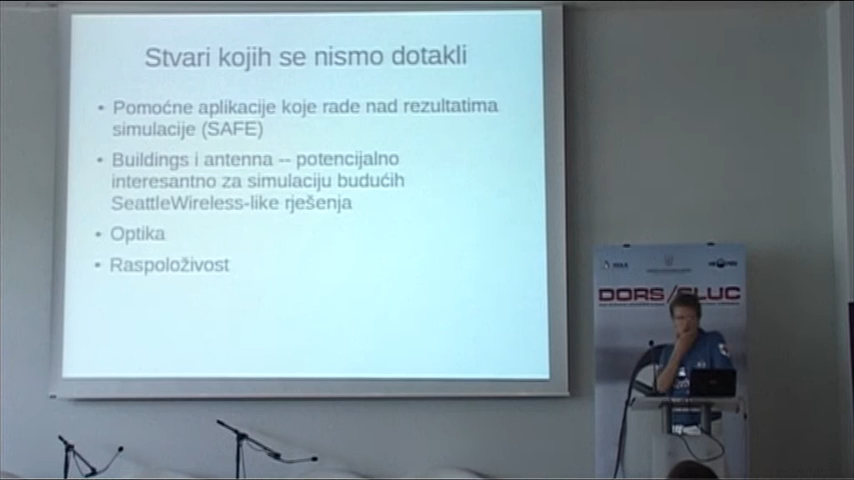 Stvari kojih se nismo dotakli
• Pomoćne aplikacije koje rade nad rezultatima
simulacije (SAFE)
• Buildings i antenna -- potencijalno
interesantno za simulaciju budućih
SeattleWireless-like rješenja
• Optika
• Raspoloživost
DORS/CLUC